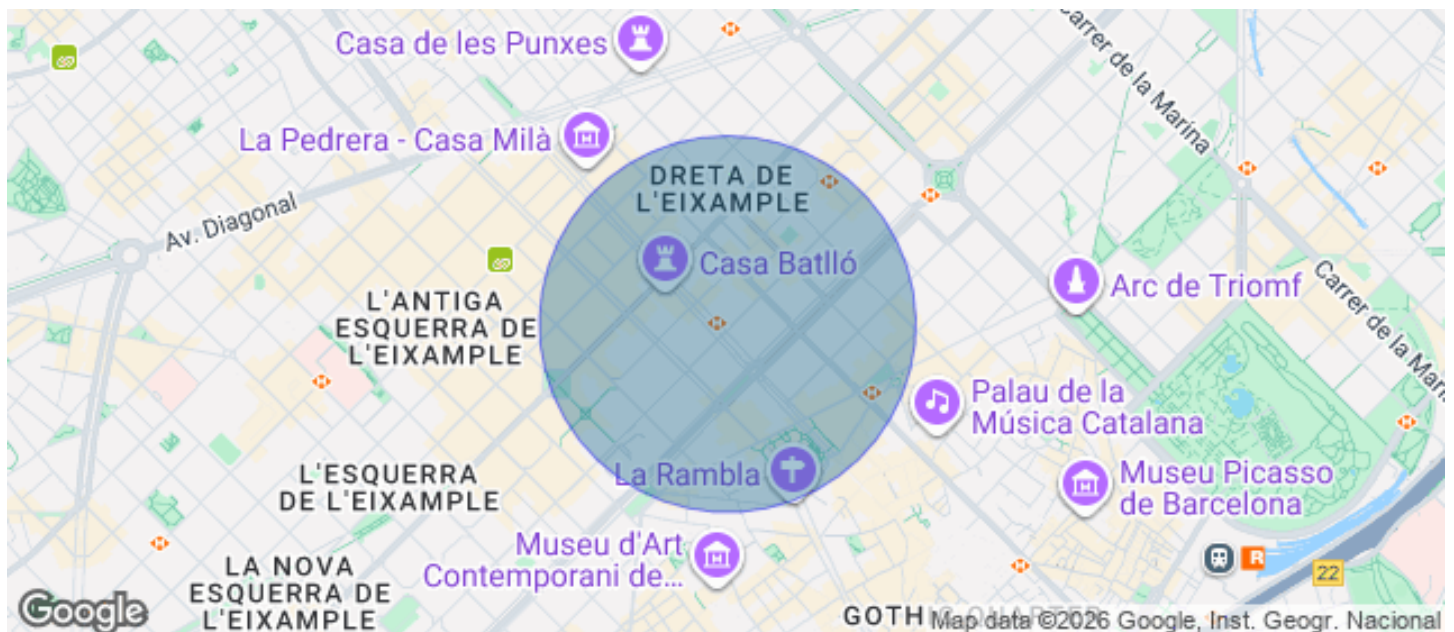 Casa de les Punxes
Carrer de la Marina
La Pedrera - Casa Milà
DRETA DE
L'EIXAMPLE
Av. Diagonal
Casa Batlló
Arc de Triomf
Carrer de la Marina
L'ANTIGA
ESQUERRA DE
L'EIXAMPLE
Palau de la
Música Catalana
L'ESQUERRA
DE L'EIXAMPLE
La Rambla
Museu Picasso
de Barcelona
Museu d'Art
Contemporani de...
R
22
LA NOVA
ESQUERRA DE
L'EIXAMPLE
Google
GOTHIC QUARTER
Map data ©2026 Google, Inst. Geogr. Nacional